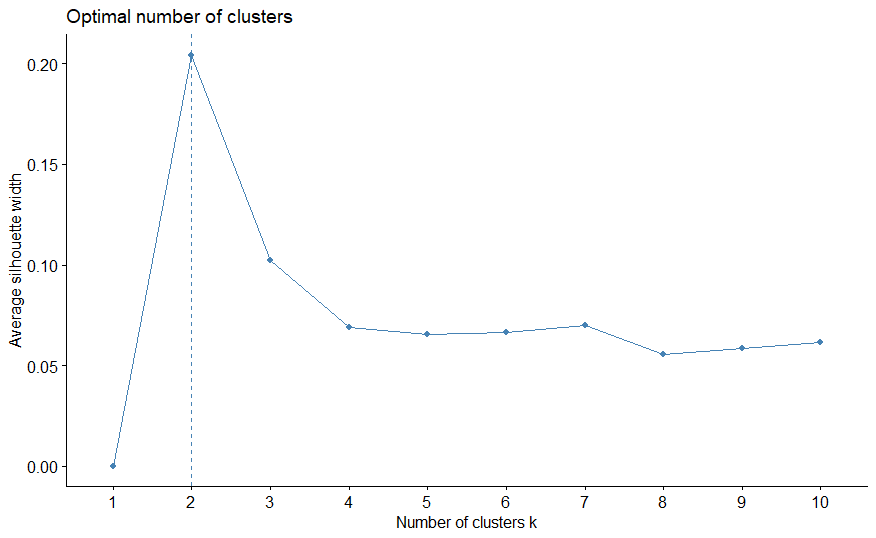 Optimal number of clusters
0.20
0.15
0.10
0.05
0.00
Average silhouette width
1 2 3 4 5 6 7 8 9 10
Number of clusters k